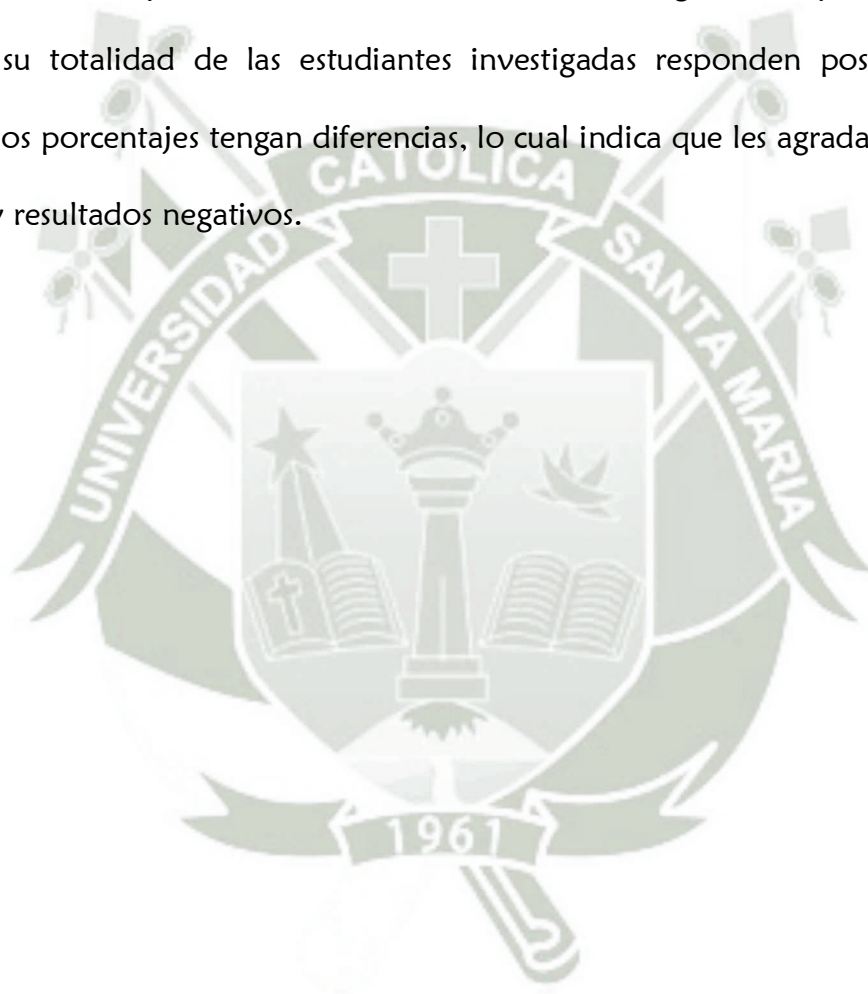 su totalidad de las estudiantes investigadas responden pos
os porcentajes tengan diferencias, lo cual indica que les agrada
y resultados negativos.
CATOLICA
UNIVERSIDAD
SANTA MARIA
1961